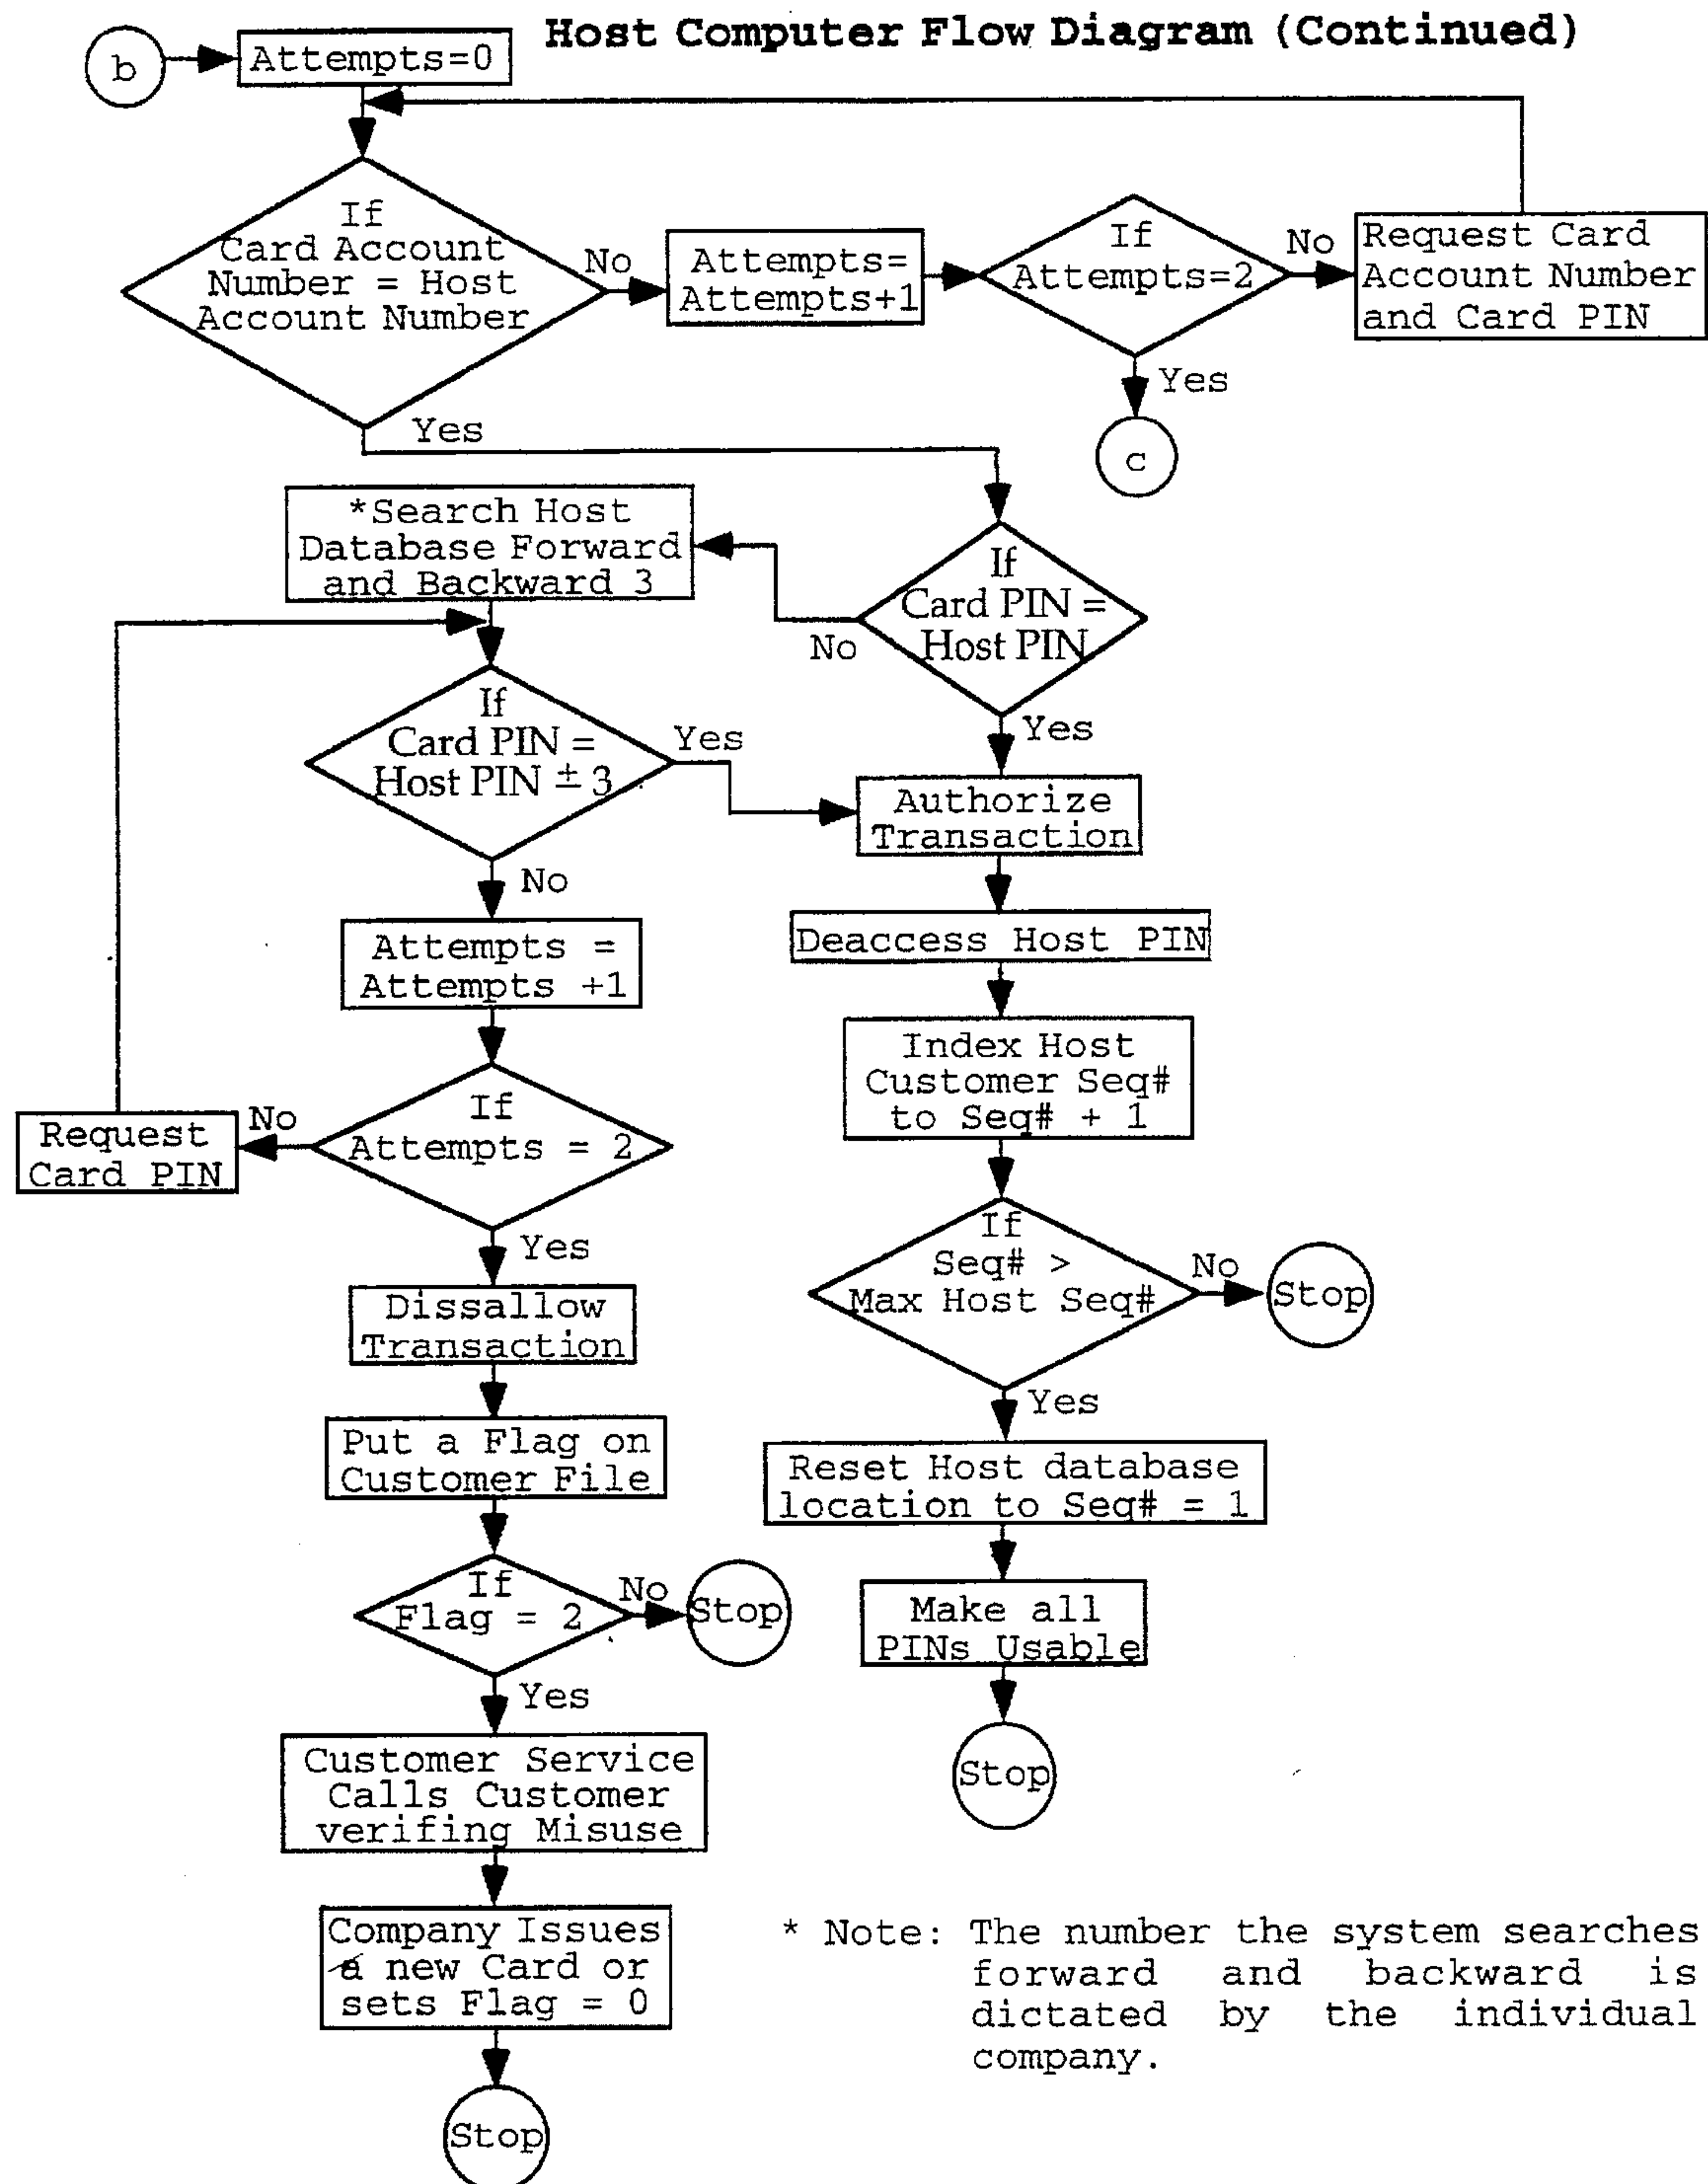 Host Computer Flow Diagram (Continued)
b
Attempts=0
If
Card Account
Number = Host
Account Number
No
Attempts=
Attempts+1
If
Attempts=2
No
Request Card
Account Number
and Card PIN
Yes
c
Yes
*Search Host
Database Forward
and Backward 3
If
Card PIN =
Host PIN
No
Yes
If
Card PIN =
Host PIN ± 3
Yes
Authorize
Transaction
No
Attempts =
Attempts +1
Deaccess Host PIN
Index Host
Customer Seq#
to Seq# + 1
If
Attempts = 2
No
Request
Card PIN
Yes
If
Seq# >
Max Host Seq#
No
Stop
Dissallow
Transaction
Yes
Put a Flag on
Customer File
Reset Host database
location to Seq# = 1
If
Flag = 2
No
Stop
Make all
PINs Usable
Yes
Stop
Customer Service
Calls Customer
verifing Misuse
Company Issues
a new Card or
sets Flag = 0
Stop
* Note: The number the system searches
forward and backward is
dictated by the individual
company.